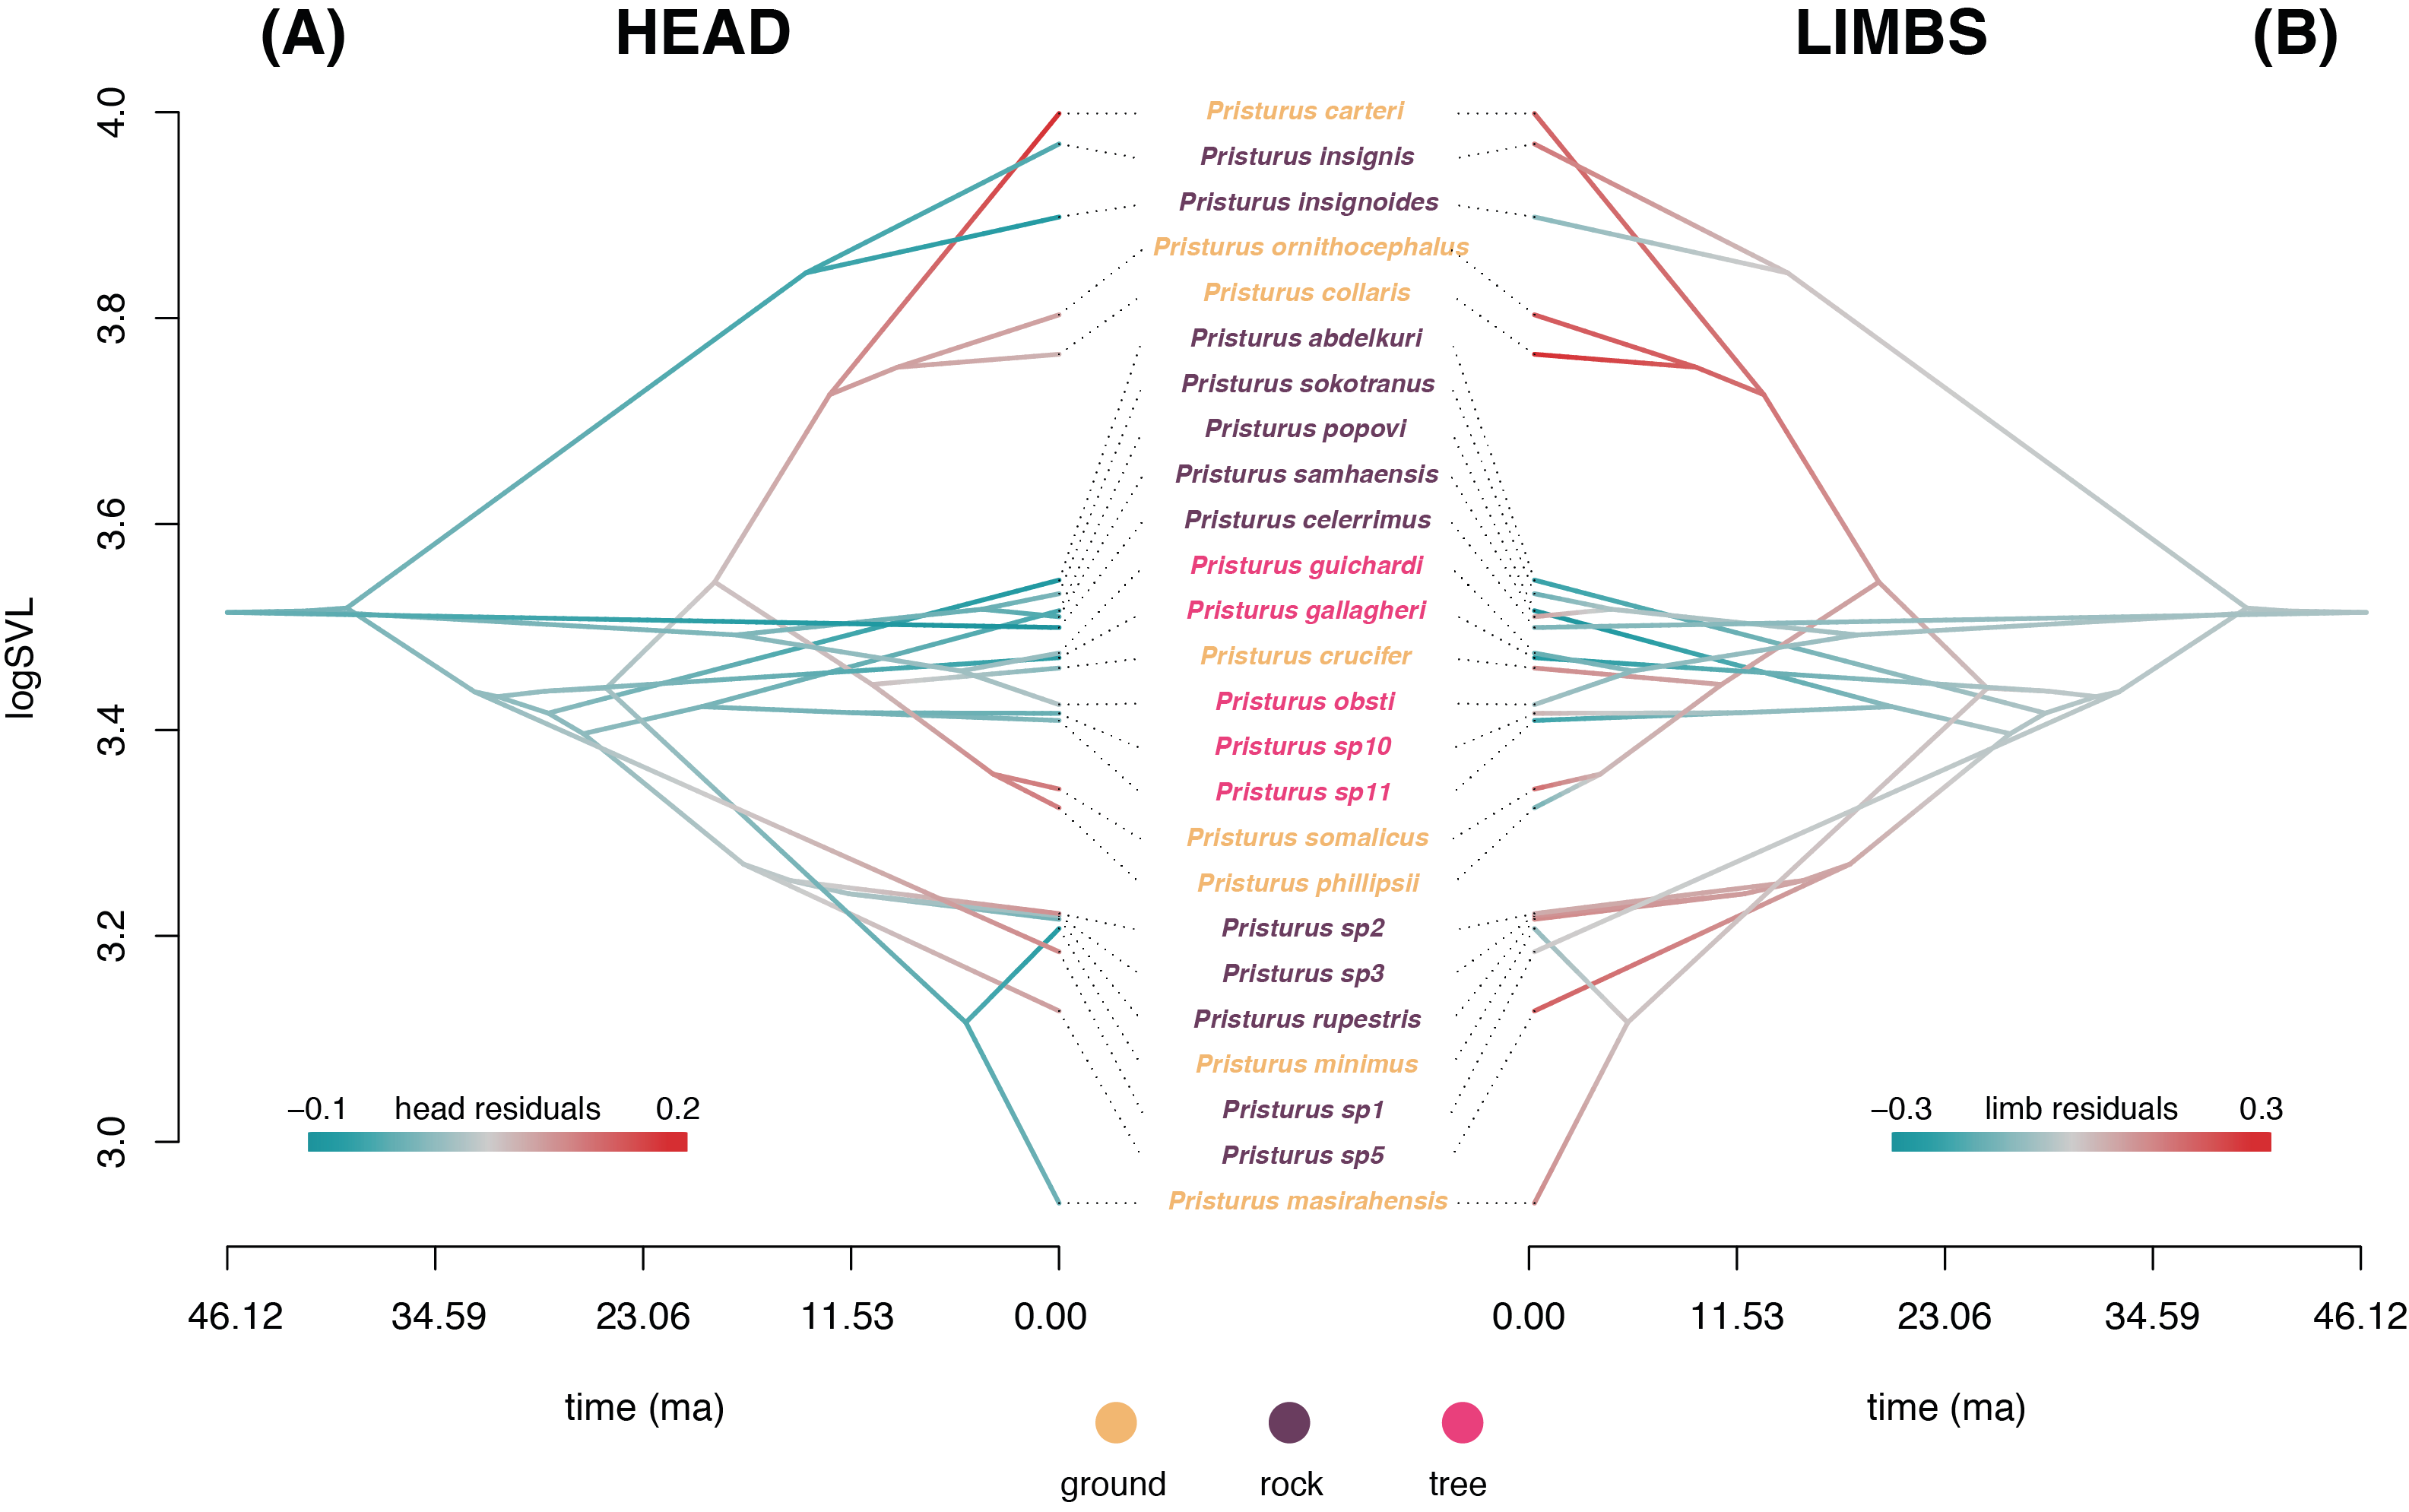 (A) HEAD LIMBS (B)
logSVL
4.0
3.8
3.6
3.4
3.2
3.0
Pristurus carteri
Pristurus insignis
Pristurus insignoides
Pristurus ornithocephalus
Pristurus collaris
Pristurus abdelkuri
Pristurus sokotranus
Pristurus popovi
Pristurus samhaensis
Pristurus celerrimus
Pristurus guichardi
Pristurus gallagheri
Pristurus crucifer
Pristurus obsti
Pristurus sp10
Pristurus sp11
Pristurus somalicus
Pristurus phillipsii
Pristurus sp2
Pristurus sp3
Pristurus rupestris
Pristurus minimus
Pristurus sp1
Pristurus sp5
Pristurus masirahensis
−0.1 head residuals 0.2
−0.3 limb residuals 0.3
46.12 34.59 23.06 11.53 0.00
0.00 11.53 23.06 34.59 46.12
time (ma)
time (ma)
ground rock tree